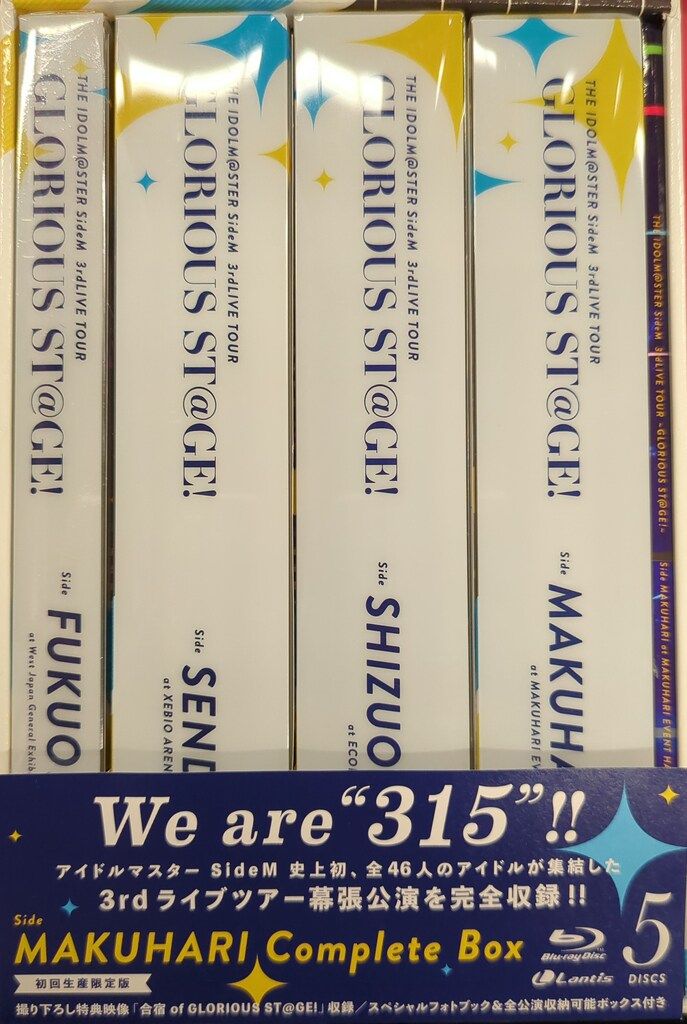 THE IDOLM@STER SideM 3rdLIVE TOUR
GLORIOUS ST@GE!
Side
FUKUO
at West Japan General Exhib
THE IDOLM@STER SideM 3rdLIVE TOUR
GLORIOUS ST@GE!
Side
SEND
at XEBIO AREN
THE IDOLM@STER SideM 3rdLIVE TOUR
GLORIOUS ST@GE!
Side
SHIZUO
at ECO
THE IDOLM@STER SideM 3rdLIVE TOUR
GLORIOUS ST@GE!
Side
MAKUHA
at MAKUHARI EV
THE IDOLM@STER SideM 3rdLIVE TOUR ~GLORIOUS ST@GE!~ Side MAKUHARI at MAKUHARI EVENT HA
We are“315”!!
アイドルマスター SideM 史上初、全46人のアイドルが集結した
3rdライブツアー幕張公演を完全収録!!
Side
MAKUHARI Complete Box
Blu-ray Disc
5
DISCS
初回生産限定版
Lantis
撮り下ろし特典映像「合宿 of GLORIOUS ST@GE!」収録／スペシャルフォトブック&全公演収納可能ボックス付き